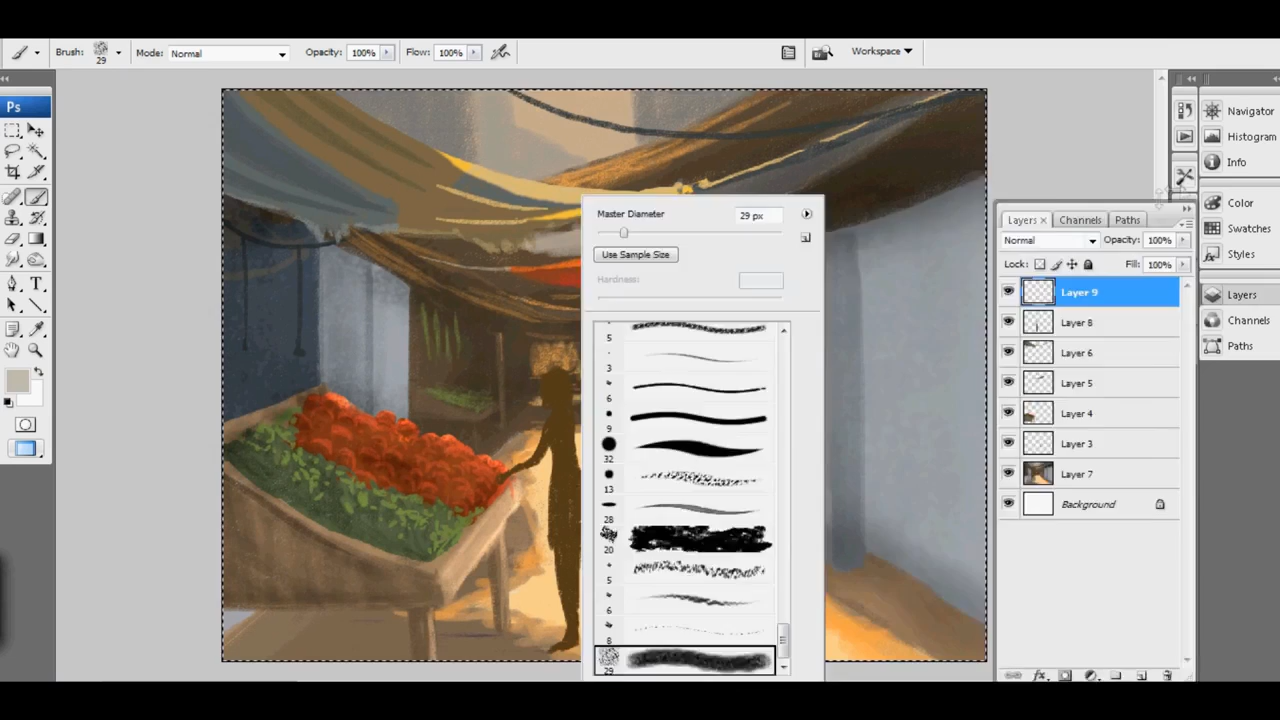 Brush: 29 Mode: Normal Opacity: 100% Flow: 100% Workspace
Ps
Navigator
Histogram
Info
Color
Swatches
Styles
Layers
Channels
Paths
Layers × Channels Paths
Normal Opacity: 100%
Lock: Fill: 100%
Layer 9
Layer 8
Layer 6
Layer 5
Layer 4
Layer 3
Layer 7
Background
Master Diameter 29 px
Use Sample Size
Hardness:
5
3
6
9
32
13
28
20
5
6
8
29